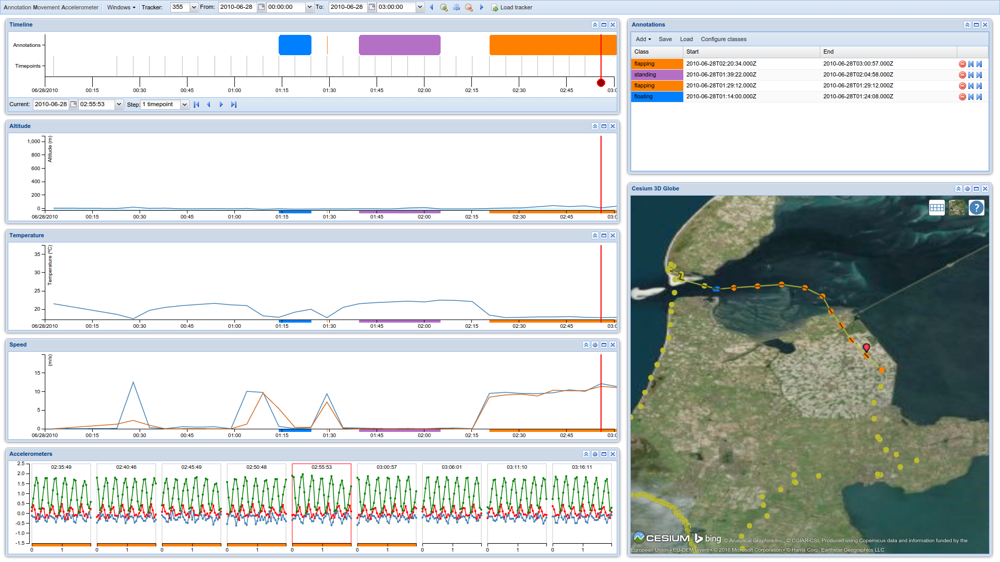 Annotation Movement Accelerometer Windows Tracker: 355 From: 2010-06-28 00:00:00 To: 2010-06-28 03:00:00 Load tracker
Timeline
Annotations
Timepoints
06/28/2010 00:15 00:30 00:45 01:00 01:15 01:30 01:45 02:00 02:15 02:30 02:45 03:0
Current: 2010-06-28 02:55:53 Step: 1 timepoint
Altitude
Altitude (m)
1,000
800
600
400
200
0
06/28/2010 00:15 00:30 00:45 01:00 01:15 01:30 01:45 02:00 02:15 02:30 02:45 03:0
Temperature
Temperature (°C)
35
30
25
20
06/28/2010 00:15 00:30 00:45 01:00 01:15 01:30 01:45 02:00 02:15 02:30 02:45 03:0
Speed
(m/s)
15
10
5
0
06/28/2010 00:15 00:30 00:45 01:00 01:15 01:30 01:45 02:00 02:15 02:30 02:45 03:0
Accelerometers
02:35:49 02:40:46 02:45:49 02:50:48 02:55:53 03:00:57 03:06:01 03:11:10 03:16:11
2.5
2.0
1.5
1.0
0.5
0.0
-0.5
-1.0
-1.5
0 1 0 1 0 1 0 1 0 1 0 1 0 1 0 1 0 1
Annotations
Add Save Load Configure classes
Class Start End
flapping 2010-06-28T02:20:34.000Z 2010-06-28T03:00:57.000Z
standing 2010-06-28T01:39:22.000Z 2010-06-28T02:04:58.000Z
flapping 2010-06-28T01:29:12.000Z 2010-06-28T01:29:12.000Z
floating 2010-06-28T01:14:00.000Z 2010-06-28T01:24:08.000Z
Cesium 3D Globe
?
CESIUM bing © Analytical Graphics Inc., © CGIAR-CSI, Produced using Copernicus data and information funded by the
European Union - EU-DEM layers • © 2016 Microsoft Corporation • © Harris Corp, Earthstar Geographics LLC